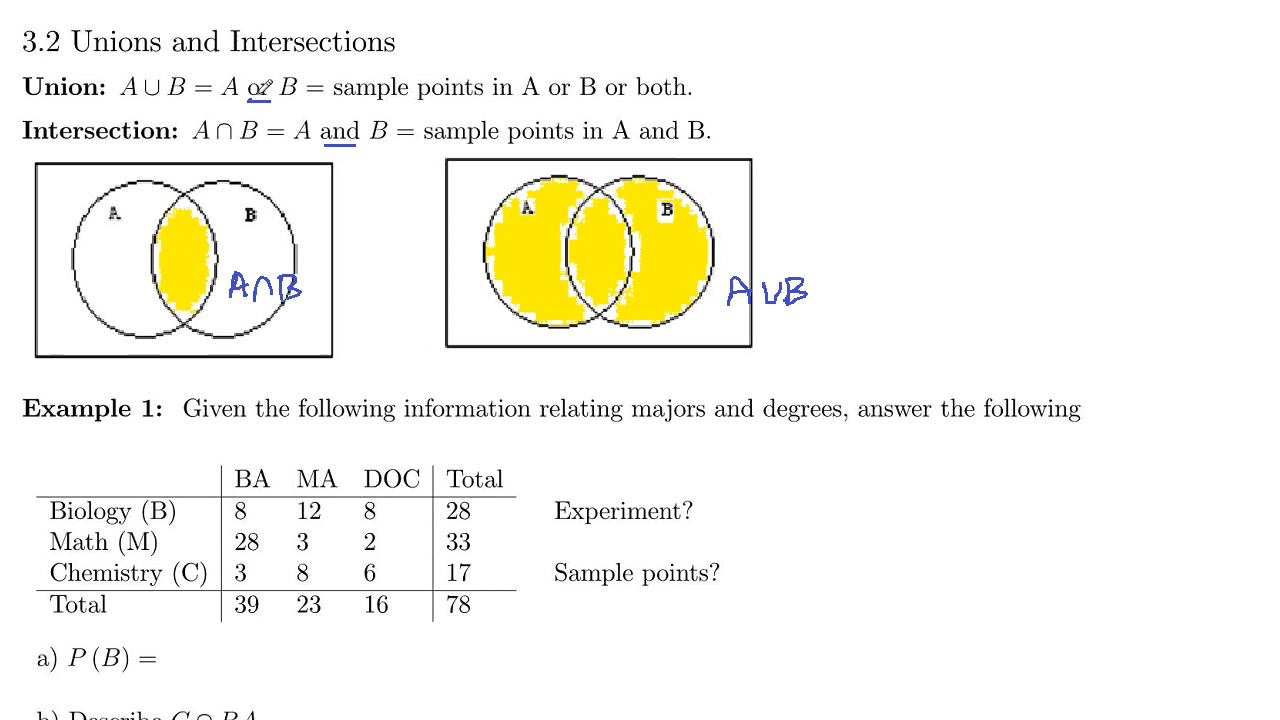 3.2 Unions and Intersections
Union: A ∪ B = A or B = sample points in A or B or both.
Intersection: A ∩ B = A and B = sample points in A and B.
A B A∩B
A B A∪B
Example 1: Given the following information relating majors and degrees, answer the following
BA MA DOC Total
Biology (B) 8 12 8 28 Experiment?
Math (M) 28 3 2 33
Chemistry (C) 3 8 6 17 Sample points?
Total 39 23 16 78
a) P (B) =
b) Describe C ∩ BA